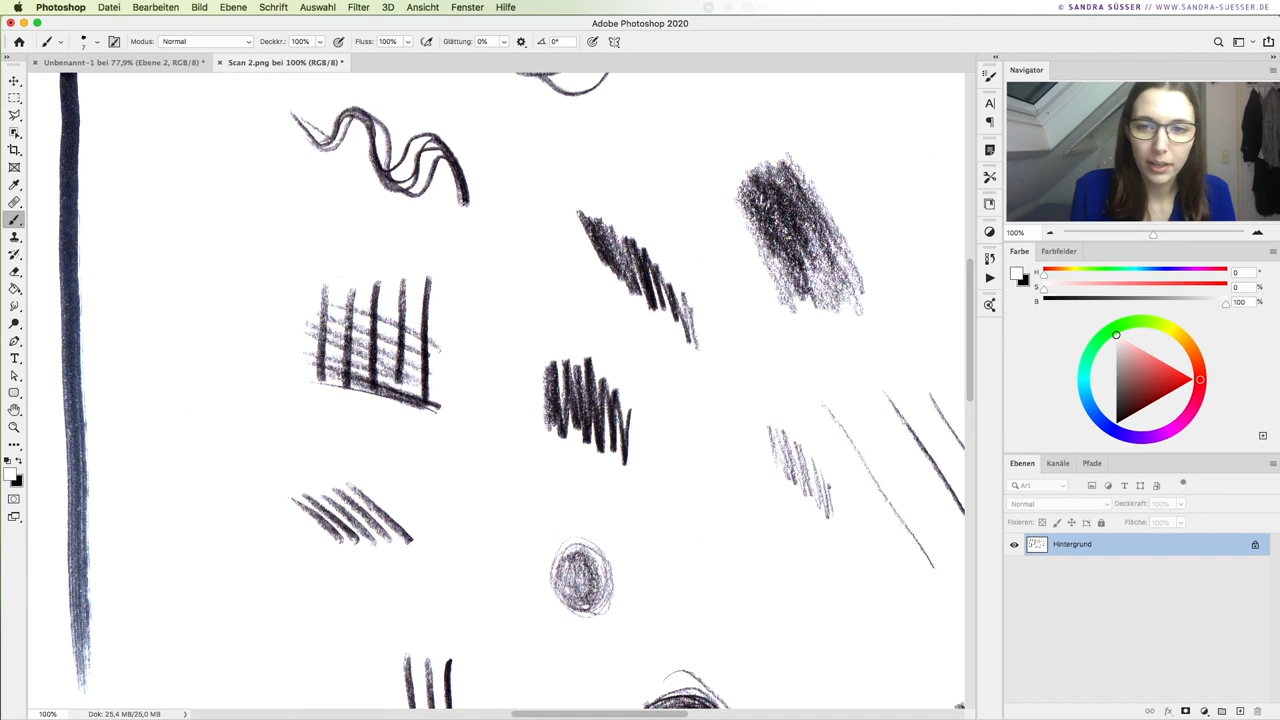 © SANDRA SÜSSER // WWW.SANDRA-SUESSER.DE
Photoshop Datei Bearbeiten Bild Ebene Schrift Auswahl Filter 3D Ansicht Fenster Hilfe
Adobe Photoshop 2020
7 Modus: Normal Deckkr.: 100% Fluss: 100% Glättung: 0% 0°
Unbenannt-1 bei 77,9% (Ebene 2, RGB/8) * Scan 2.png bei 100% (RGB/8) *
Navigator
100%
Farbe Farbfelder
H 0 °
S 0 %
B 100 %
Ebenen Kanäle Pfade
Art
Normal Deckkraft: 100%
Fixieren: Fläche: 100%
Hintergrund
100% Dok: 25,4 MB/25,0 MB